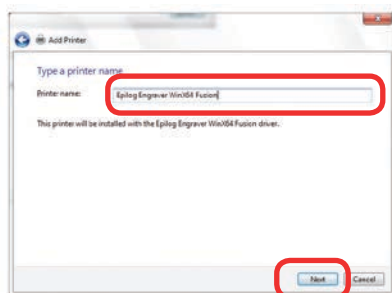 Add Printer
Type a printer name
Printer name:
Epilog Engraver WinX64 Fusion
This printer will be installed with the Epilog Engraver WinX64 Fusion driver.
Next
Cancel